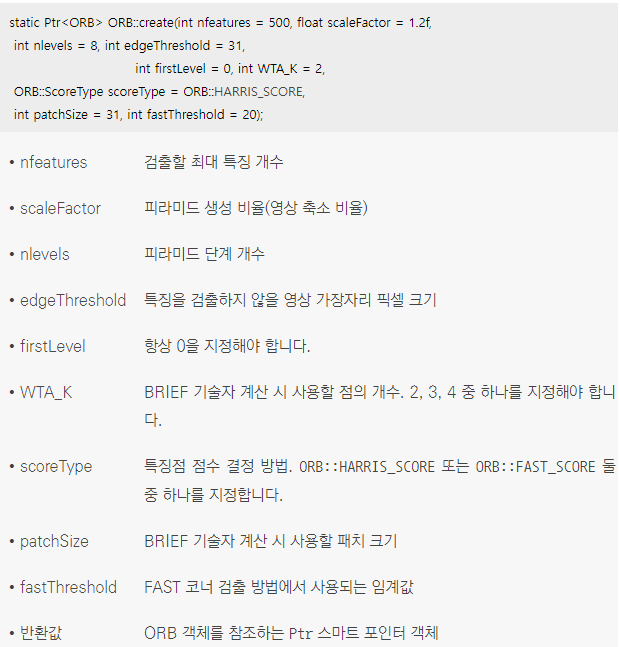 static Ptr<ORB> ORB::create(int nfeatures = 500, float scaleFactor = 1.2f,
int nlevels = 8, int edgeThreshold = 31,
int firstLevel = 0, int WTA_K = 2,
ORB::ScoreType scoreType = ORB::HARRIS_SCORE,
int patchSize = 31, int fastThreshold = 20);
• nfeatures 검출할 최대 특징 개수
• scaleFactor 피라미드 생성 비율(영상 축소 비율)
• nlevels 피라미드 단계 개수
• edgeThreshold 특징을 검출하지 않을 영상 가장자리 픽셀 크기
• firstLevel 항상 0을 지정해야 합니다.
• WTA_K BRIEF 기술자 계산 시 사용할 점의 개수. 2, 3, 4 중 하나를 지정해야 합니
다.
• scoreType 특징점 점수 결정 방법. ORB::HARRIS_SCORE 또는 ORB::FAST_SCORE 둘
중 하나를 지정합니다.
• patchSize BRIEF 기술자 계산 시 사용할 패치 크기
• fastThreshold FAST 코너 검출 방법에서 사용되는 임계값
• 반환값 ORB 객체를 참조하는 Ptr 스마트 포인터 객체